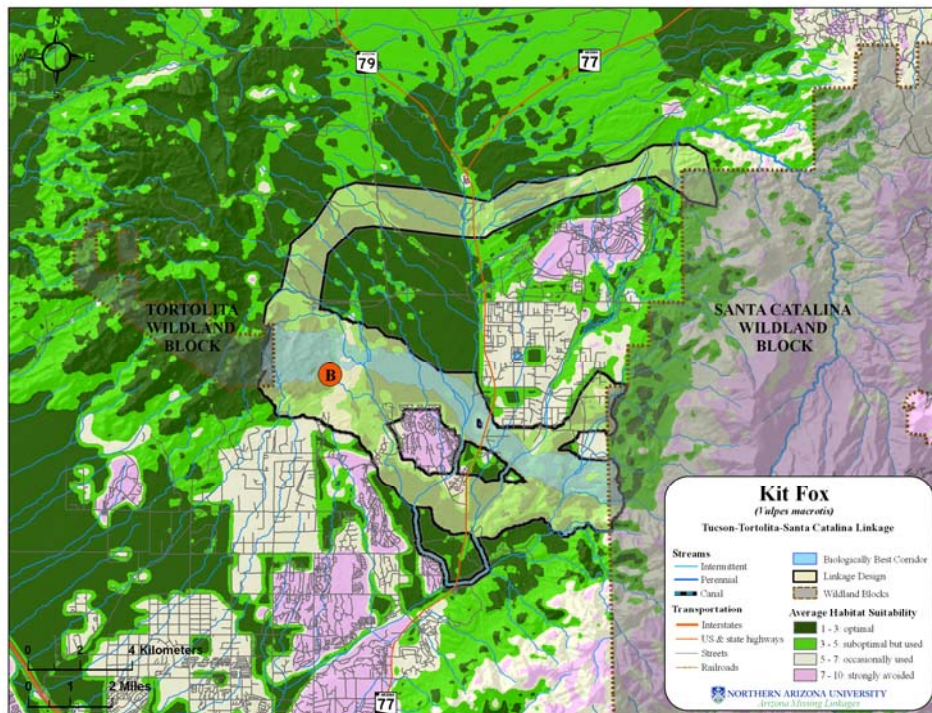 79
77
N
W
E
TORTOLITA
WILDLAND
BLOCK
SANTA CATALINA
WILDLAND
BLOCK
B
0 2 4 Kilometers
0 1 2 Miles
77
Kit Fox
(Vulpes macrotis)
Tucson-Tortolita-Santa Catalina Linkage
Streams
Intermittent
Perennial
Canal
Transportation
Interstates
US & state highways
Streets
Railroads
Biologically Best Corridor
Linkage Design
Wildland Blocks
Average Habitat Suitability
1 - 3: optimal
3 - 5: suboptimal but used
5 - 7: occasionally used
7 - 10: strongly avoided
NORTHERN ARIZONA UNIVERSITY
Arizona Missing Linkages